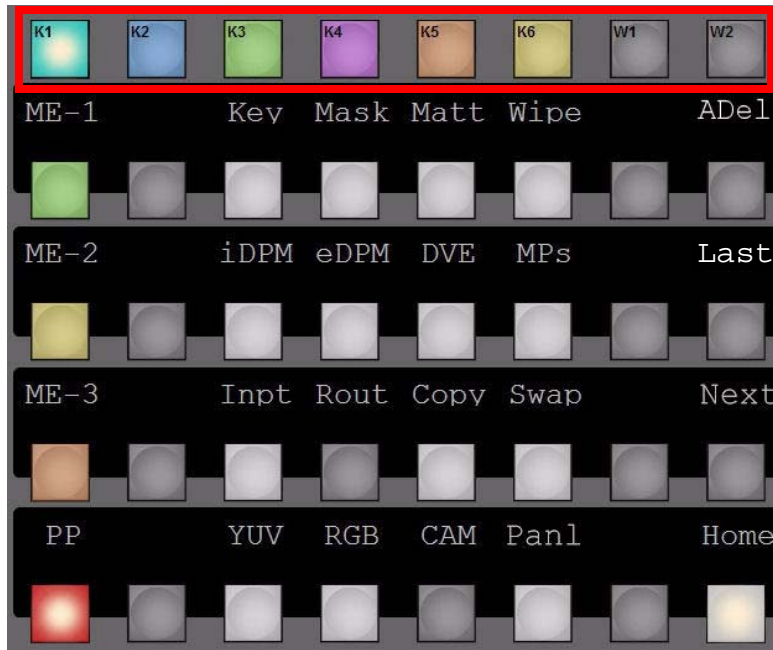 K1 K2 K3 K4 K5 K6 W1 W2
ME-1 Key Mask Matt Wipe ADel
ME-2 iDPM eDPM DVE MPs Last
ME-3 Inpt Rout Copy Swap Next
PP YUV RGB CAM Panl Home